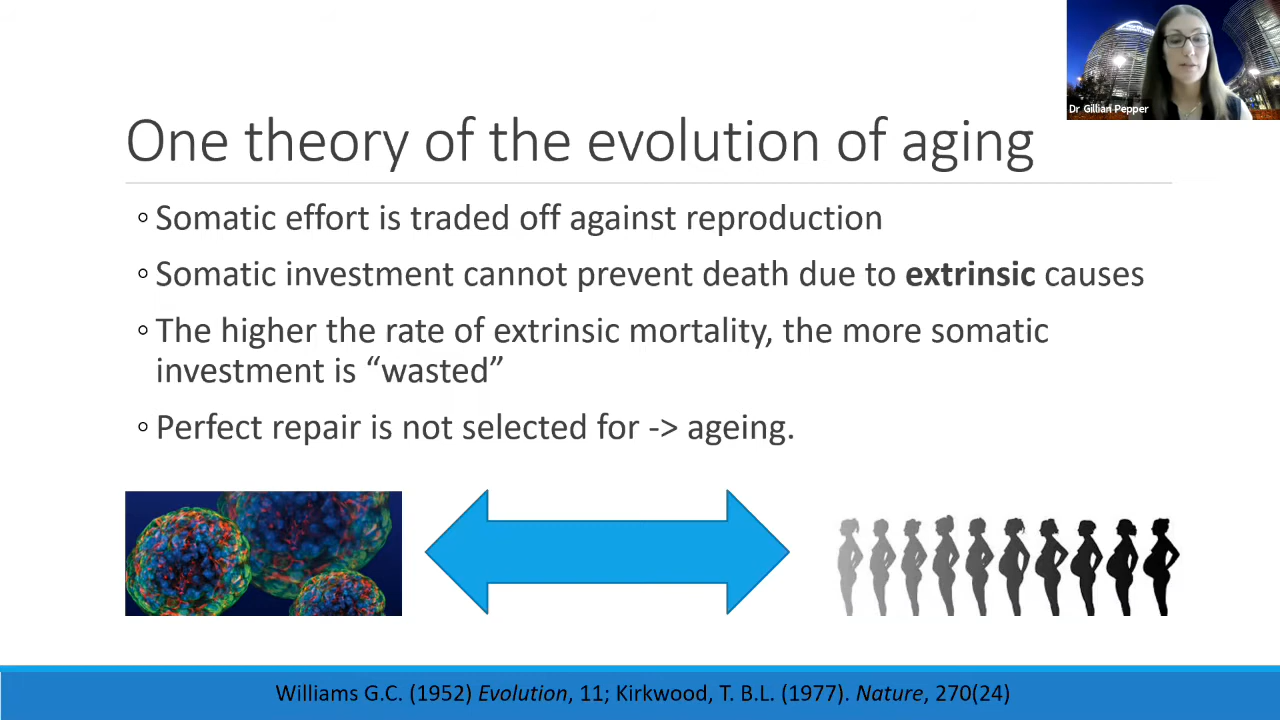 Dr Gillian Pepper
One theory of the evolution of aging
◦ Somatic effort is traded off against reproduction
◦ Somatic investment cannot prevent death due to extrinsic causes
◦ The higher the rate of extrinsic mortality, the more somatic
investment is “wasted”
◦ Perfect repair is not selected for -> ageing.
Williams G.C. (1952) Evolution, 11; Kirkwood, T. B.L. (1977). Nature, 270(24)